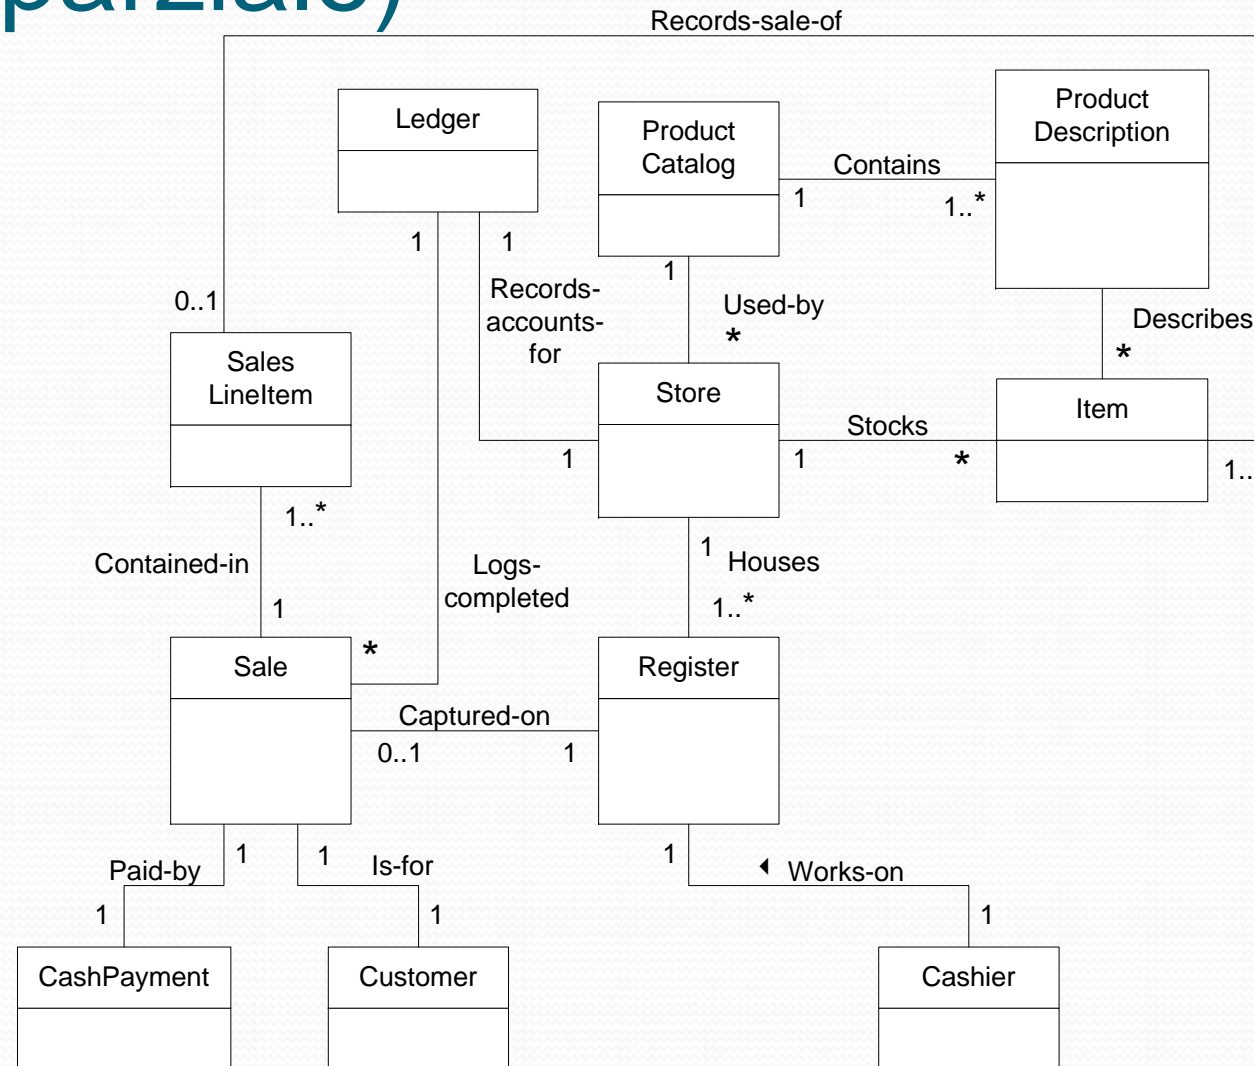 parziale)
Records-sale-of
Ledger
Product
Catalog
Product
Description
Contains
1
1..*
1
1
1
0..1
Records-
accounts-
for
Used-by
*
Describes
*
Sales
LineItem
Store
Item
Stocks
1
1
*
1..
1..*
Contained-in
1
Logs-
completed
1
Houses
1..*
*
Sale
Register
Captured-on
0..1
1
Paid-by
1
1
Is-for
1
Works-on
1
1
1
CashPayment
Customer
Cashier